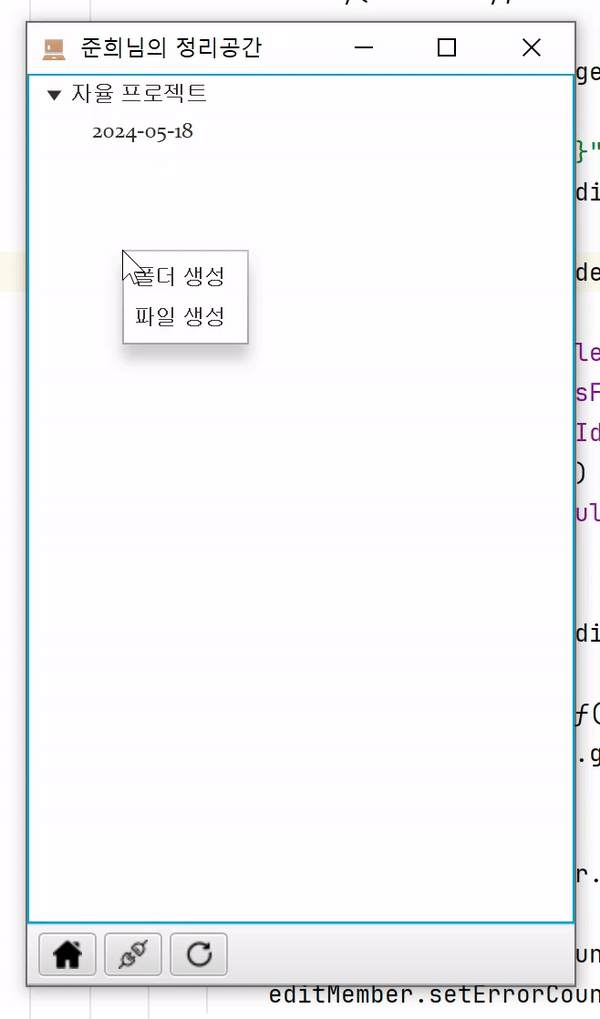 준희님의 정리공간
자율 프로젝트
2024-05-18
폴더 생성
파일 생성
ge
}"
di
de
le
sF
Id
)
ul
di
f(
.g
r.
un
editMember.setErrorCoun